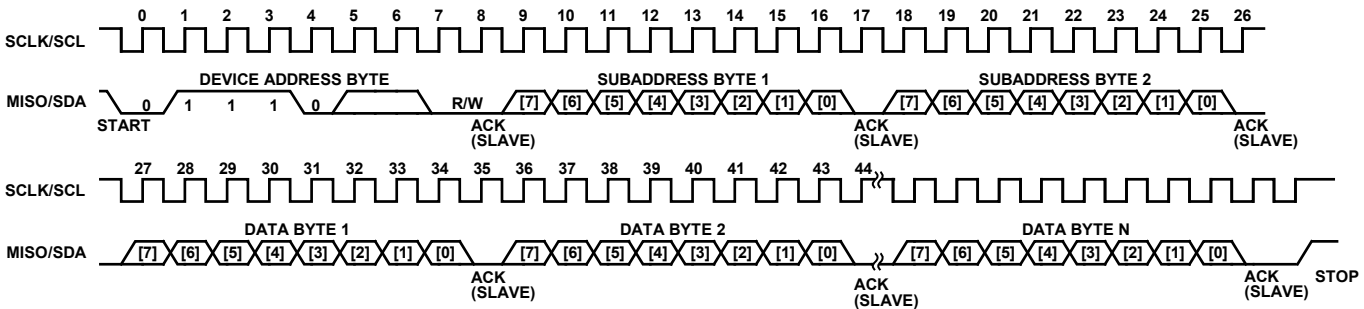 0 1 2 3 4 5 6 7 8 9 10 11 12 13 14 15 16 17 18 19 20 21 22 23 24 25 26
SCLK/SCL
DEVICE ADDRESS BYTE SUBADDRESS BYTE 1 SUBADDRESS BYTE 2
MISO/SDA 0 1 1 1 0 R/W [7] [6] [5] [4] [3] [2] [1] [0] [7] [6] [5] [4] [3] [2] [1] [0]
START ACK ACK ACK
(SLAVE) (SLAVE) (SLAVE)
27 28 29 30 31 32 33 34 35 36 37 38 39 40 41 42 43 44
SCLK/SCL
DATA BYTE 1 DATA BYTE 2 DATA BYTE N
MISO/SDA [7] [6] [5] [4] [3] [2] [1] [0] [7] [6] [5] [4] [3] [2] [1] [0] [7] [6] [5] [4] [3] [2] [1] [0]
ACK ACK ACK STOP
(SLAVE) (SLAVE) (SLAVE)